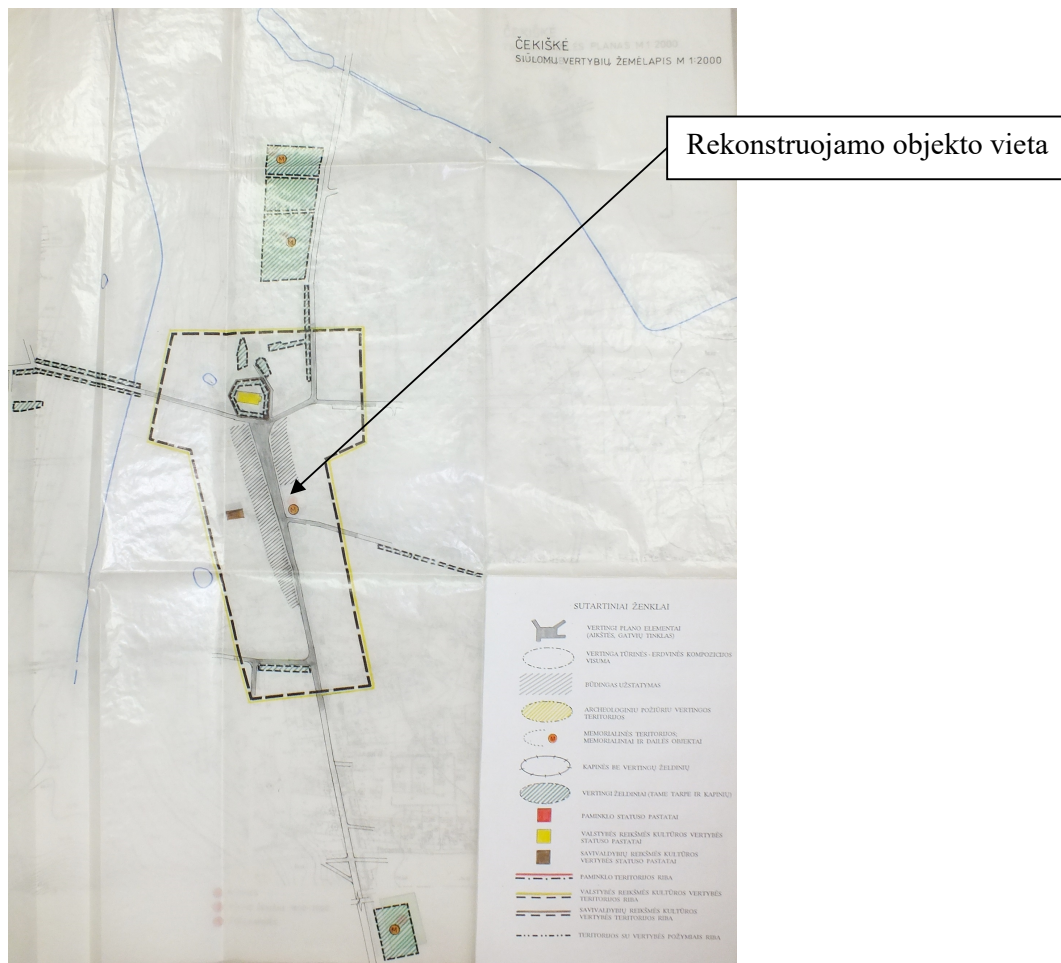 ČEKIŠKĖ
SIŪLOMŲ VERTYBIŲ ŽEMĖLAPIS M 1:2000
Rekonstruojamo objekto vieta
SUTARTINIAI ŽENKLAI
VERTINGI PLANO ELEMENTAI
(AIKŠTĖS, GATVIŲ TINKLAS)
VERTINGA TŪRINĖS - ERDVINĖS KOMPOZICIJOS
VISUMA
BŪDINGAS UŽSTATYMAS
ARCHEOLOGINIU POŽIŪRIU VERTINGOS
TERITORIJOS
MEMORIALINĖS TERITORIJOS,
MEMORIALINIAI IR DAILĖS OBJEKTAI
KAPINĖS BE VERTINGŲ ŽELDINIŲ
VERTINGI ŽELDINIAI (TAME TARPE IR KAPINIŲ)
PAMINKLO STATUSO PASTATAI
VALSTYBĖS REIKŠMĖS KULTŪROS VERTYBĖS
STATUSO PASTATAI
SAVIVALDYBIŲ REIKŠMĖS KULTŪROS
VERTYBĖS STATUSO PASTATAI
PAMINKLO TERITORIJOS RIBA
VALSTYBĖS REIKŠMĖS KULTŪROS VERTYBĖS
TERITORIJOS RIBA
SAVIVALDYBIŲ REIKŠMĖS KULTŪROS
VERTYBĖS TERITORIJOS RIBA
TERITORIJOS SU VERTYBĖS POŽYMIAIS RIBA